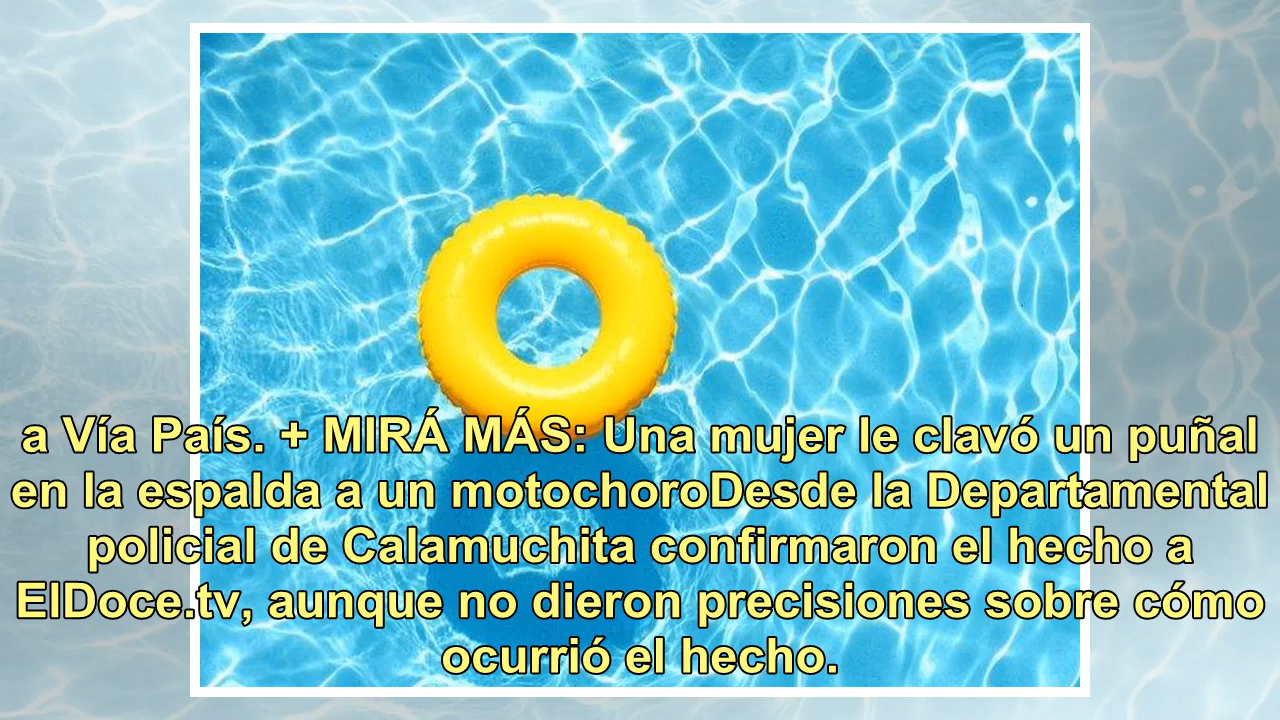 a Vía País. + MIRÁ MÁS: Una mujer le clavó un puñal
en la espalda a un motochoroDesde la Departamental
policial de Calamuchita confirmaron el hecho a
ElDoce.tv, aunque no dieron precisiones sobre cómo
ocurrió el hecho.